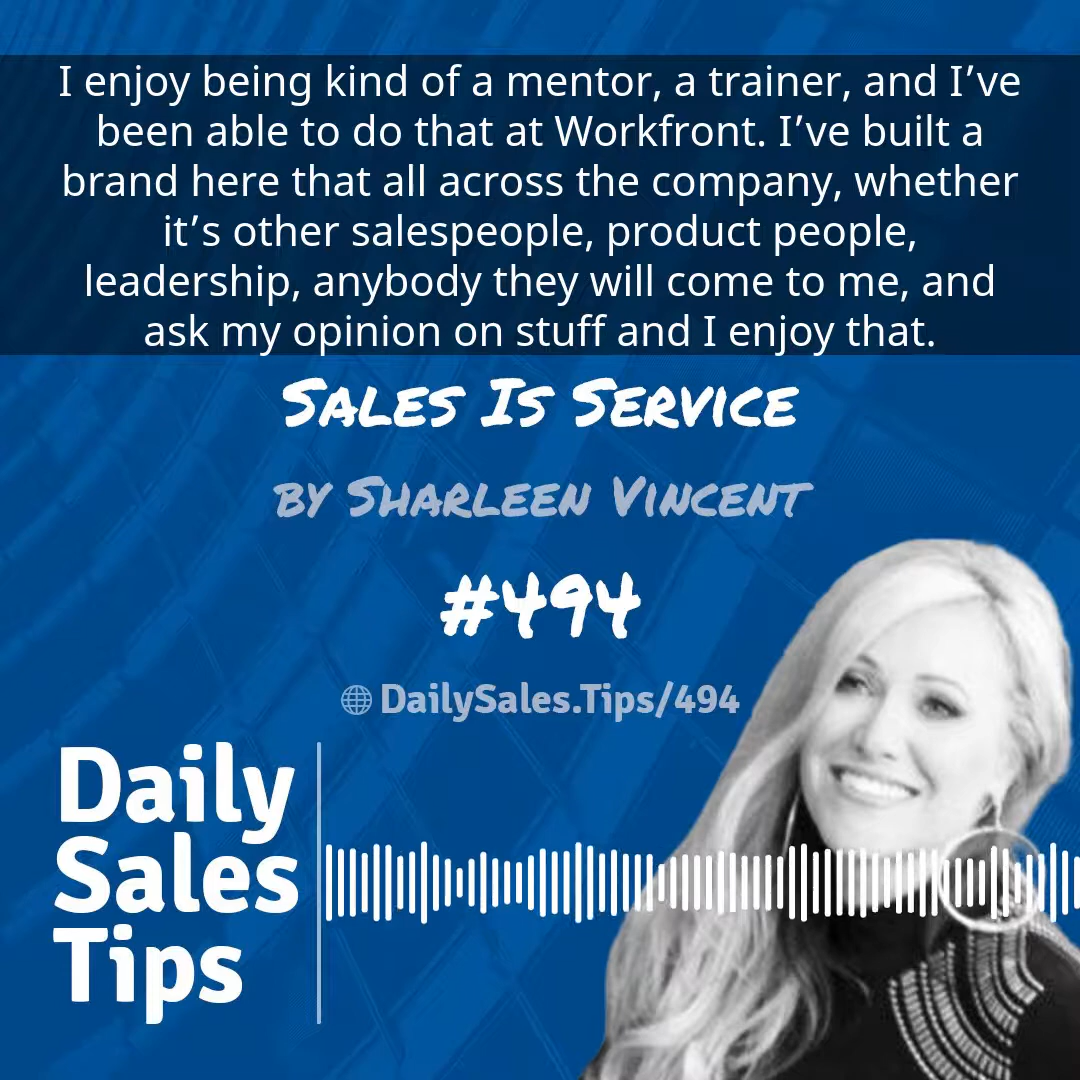 I enjoy being kind of a mentor, a trainer, and I’ve
been able to do that at Workfront. I’ve built a
brand here that all across the company, whether
it’s other salespeople, product people,
leadership, anybody they will come to me, and
ask my opinion on stuff and I enjoy that.
Sales Is Service
by Sharleen Vincent
#494
DailySales.Tips/494
Daily
Sales
Tips